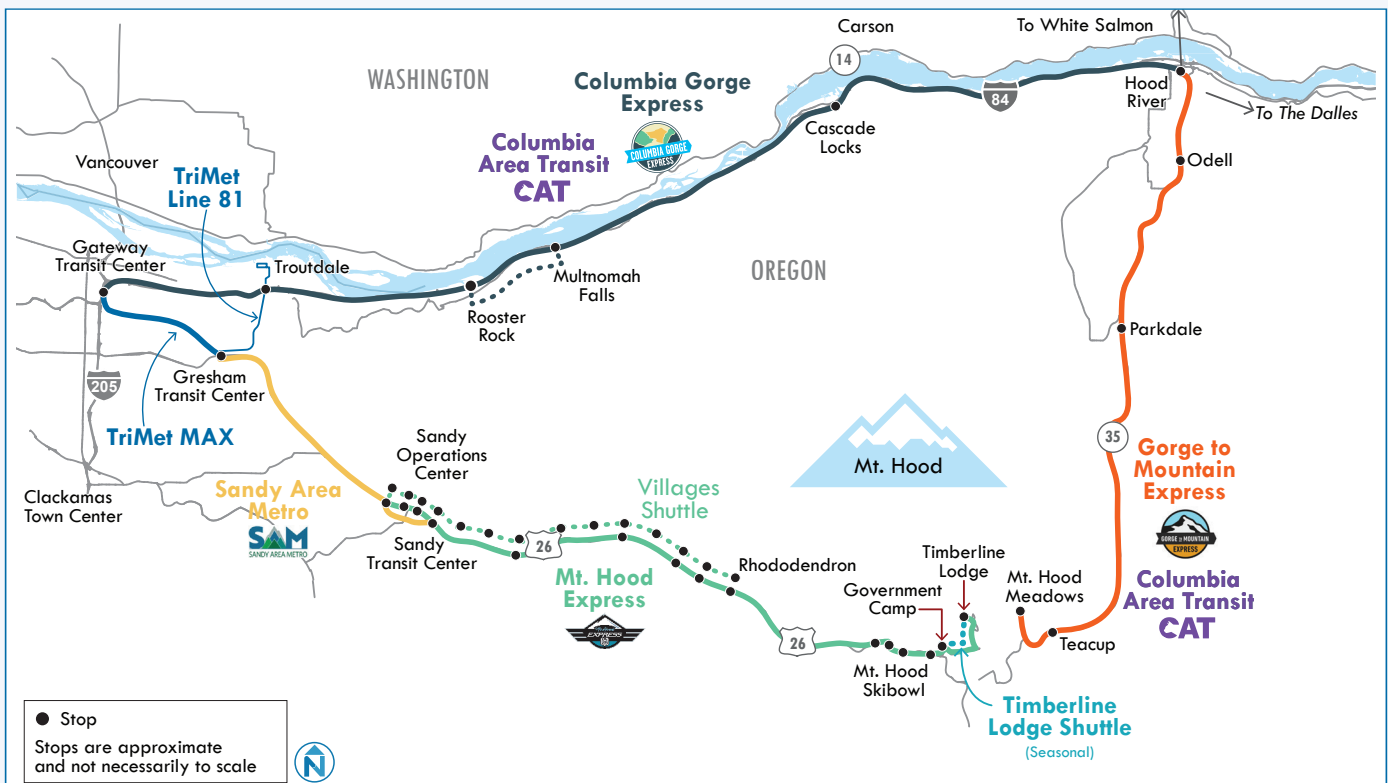 Carson
To White Salmon
WASHINGTON
14
Columbia Gorge
Express
84
Hood
River
To The Dalles
COLUMBIA GORGE
EXPRESS
Columbia
Area Transit
CAT
Cascade
Locks
Odell
Vancouver
TriMet
Line 81
Gateway
Transit Center
Troutdale
Multnomah
Falls
OREGON
Rooster
Rock
Parkdale
205
Gresham
Transit Center
TriMet MAX
35
Sandy
Operations
Center
Mt. Hood
Gorge to
Mountain
Express
GORGE TO MOUNTAIN
EXPRESS
Clackamas
Town Center
Sandy Area
Metro
SAM
SANDY AREA METRO
Villages
Shuttle
Sandy
Transit Center
26
Mt. Hood
Express
EXPRESS
Rhododendron
Timberline
Lodge
Government
Camp
Mt. Hood
Meadows
Columbia
Area Transit
CAT
26
Teacup
Mt. Hood
Skibowl
Timberline
Lodge Shuttle
(Seasonal)
Stop
Stops are approximate
and not necessarily to scale
N